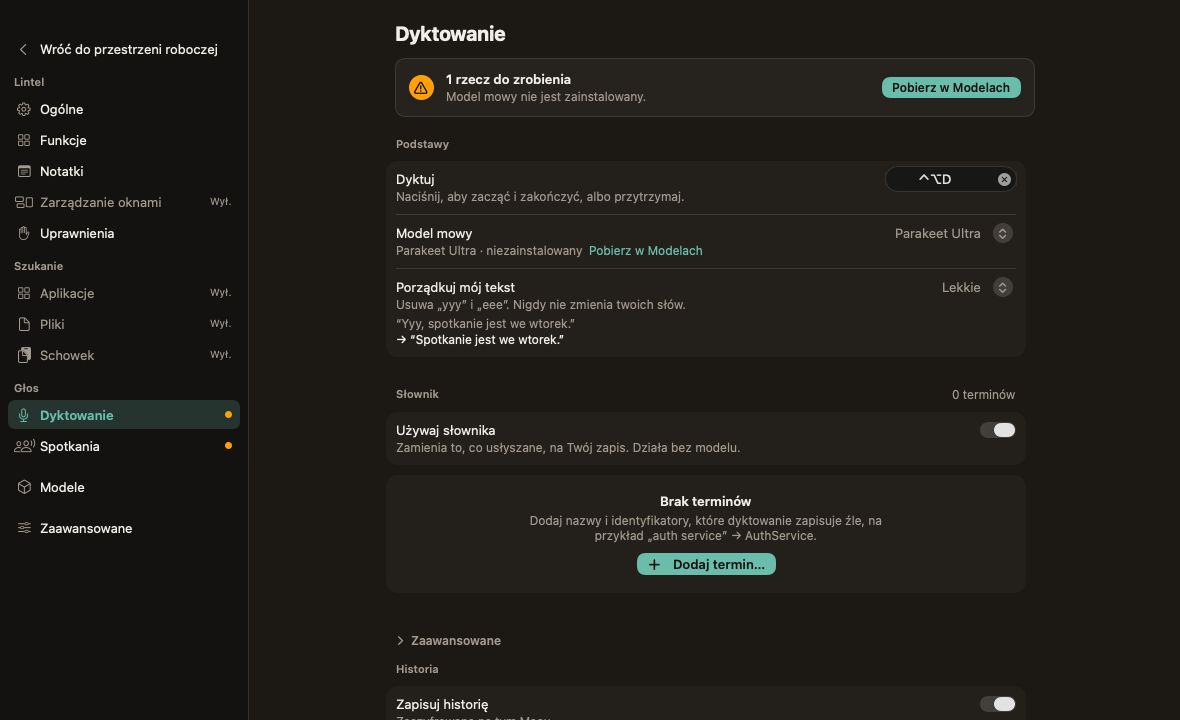 Wróć do przestrzeni roboczej
Lintel
Ogólne
Funkcje
Notatki
Zarządzanie oknami Wył.
Uprawnienia
Szukanie
Aplikacje Wył.
Pliki Wył.
Schowek Wył.
Głos
Dyktowanie
Spotkania
Modele
Zaawansowane
Dyktowanie
1 rzecz do zrobienia
Model mowy nie jest zainstalowany.
Pobierz w Modelach
Podstawy
Dyktuj
Naciśnij, aby zacząć i zakończyć, albo przytrzymaj.
^⌥D
Model mowy
Parakeet Ultra · niezainstalowany Pobierz w Modelach
Parakeet Ultra
Porządkuj mój tekst
Usuwa „yyy” i „eee”. Nigdy nie zmienia twoich słów.
Lekkie
“Yyy, spotkanie jest we wtorek.”
→ “Spotkanie jest we wtorek.”
Słownik 0 terminów
Używaj słownika
Zamienia to, co usłyszane, na Twój zapis. Działa bez modelu.
Brak terminów
Dodaj nazwy i identyfikatory, które dyktowanie zapisuje źle, na
przykład „auth service” → AuthService.
+ Dodaj termin...
Zaawansowane
Historia
Zapisuj historię